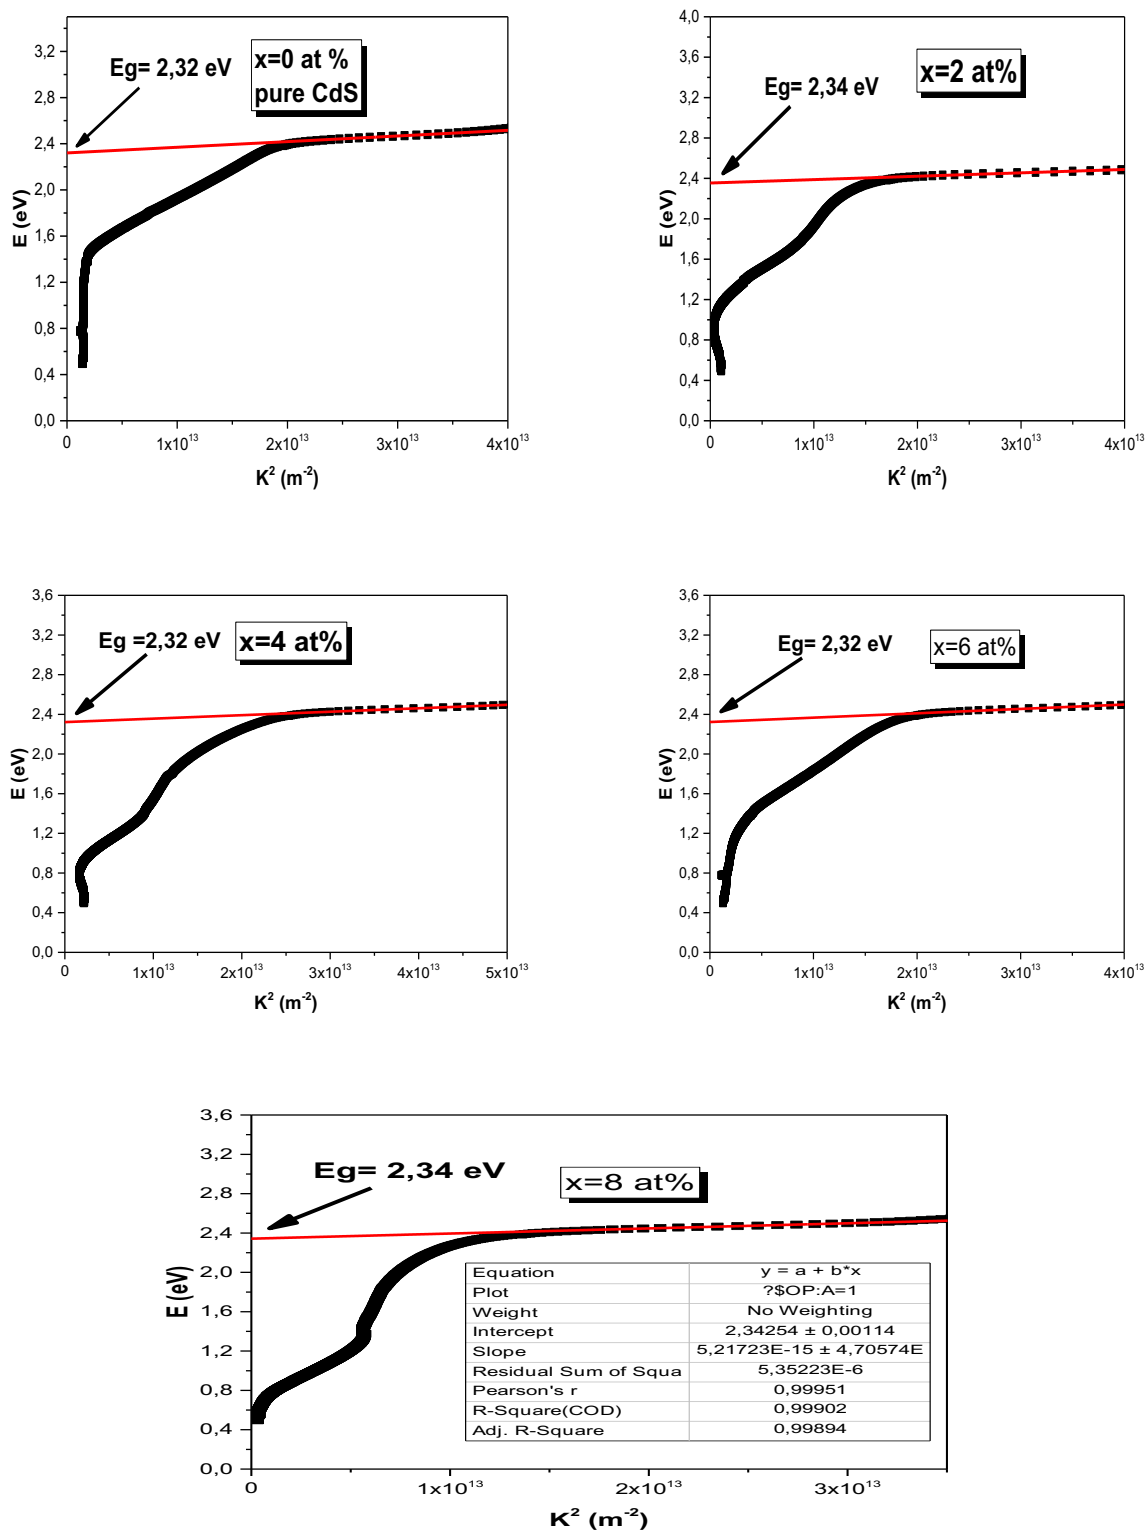 3,2
2,8
2,4
2,0
1,6
1,2
0,8
0,4
0,0
E (eV)
Eg= 2,32 eV
x=0 at %
pure CdS
0
1x10¹³
2x10¹³
3x10¹³
4x10¹³
K² (m⁻²)
4,0
3,6
3,2
2,8
2,4
2,0
1,6
1,2
0,8
0,4
0,0
E (eV)
Eg= 2,34 eV
x=2 at%
0
1x10¹³
2x10¹³
3x10¹³
4x10¹³
K² (m⁻²)
3,6
3,2
2,8
2,4
2,0
1,6
1,2
0,8
0,4
0,0
E (eV)
Eg =2,32 eV
x=4 at%
0
1x10¹³
2x10¹³
3x10¹³
4x10¹³
5x10¹³
K² (m⁻²)
3,6
3,2
2,8
2,4
2,0
1,6
1,2
0,8
0,4
0,0
E (eV)
Eg= 2,32 eV
x=6 at%
0
1x10¹³
2x10¹³
3x10¹³
4x10¹³
K² (m⁻²)
3,6
3,2
2,8
2,4
2,0
1,6
1,2
0,8
0,4
0,0
E (eV)
Eg= 2,34 eV
x=8 at%
Equation y = a + b*x
Plot ?$OP:A=1
Weight No Weighting
Intercept 2,34254 ± 0,00114
Slope 5,21723E-15 ± 4,70574E
Residual Sum of Squa 5,35223E-6
Pearson's r 0,99951
R-Square(COD) 0,99902
Adj. R-Square 0,99894
0
1x10¹³
2x10¹³
3x10¹³
K² (m⁻²)